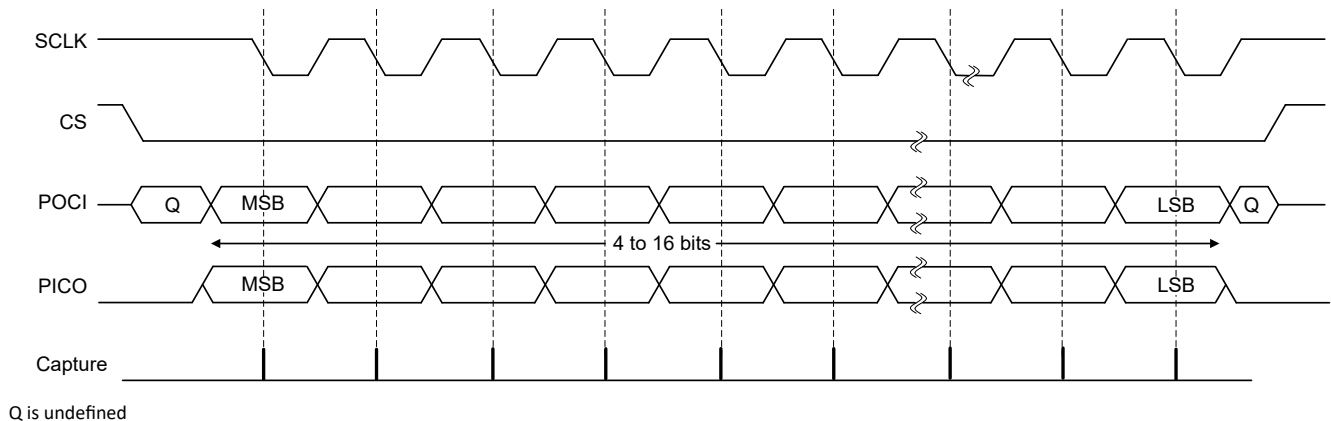 SCLK
CS
POCI Q MSB LSB Q
4 to 16 bits
PICO MSB LSB
Capture
Q is undefined